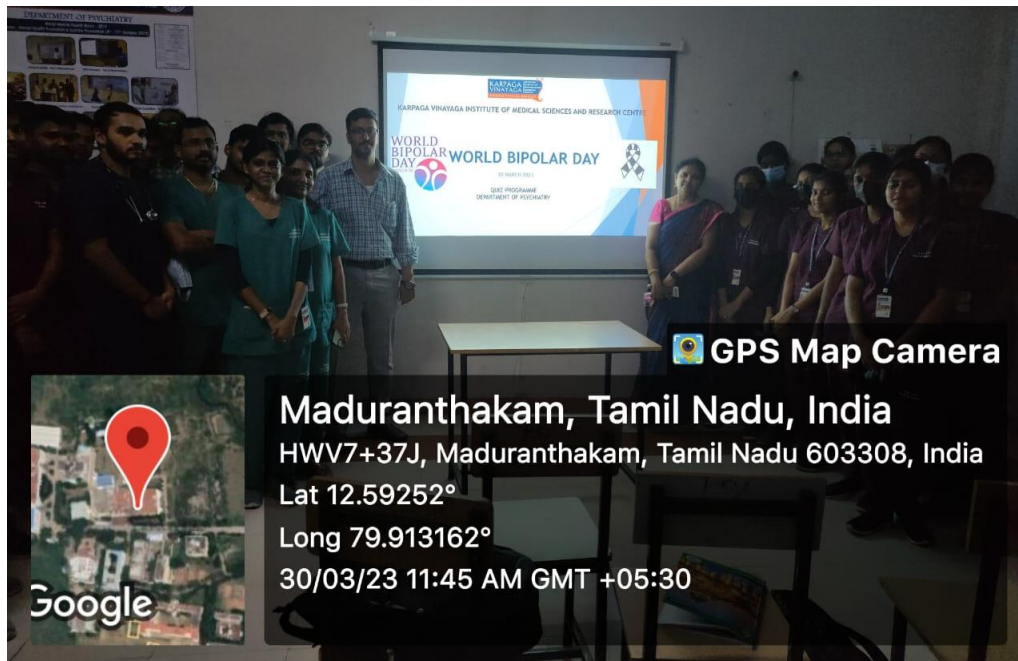 DEPARTMENT OF PSYCHIATRY
KARPAGA
VINAYAGA
KARPAGA VINAYAGA INSTITUTE OF MEDICAL SCIENCES AND RESEARCH CENTRE
WORLD
BIPOLAR
DAY
WORLD BIPOLAR DAY
QUIZ PROGRAMME
DEPARTMENT OF PSYCHIATRY
GPS Map Camera
Maduranthakam, Tamil Nadu, India
HWV7+37J, Maduranthakam, Tamil Nadu 603308, India
Lat 12.59252°
Long 79.913162°
30/03/23 11:45 AM GMT +05:30
Google